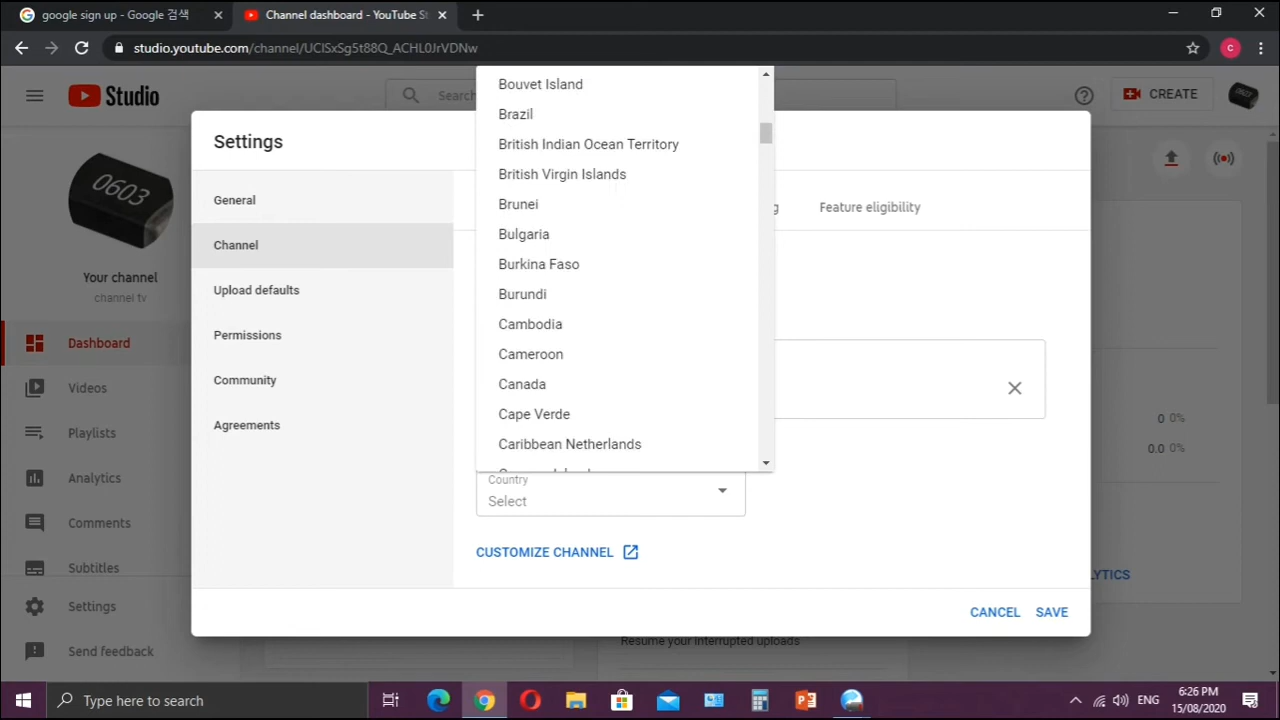 google sign up - Google 검색
Channel dashboard - YouTube S
studio.youtube.com/channel/UCISxSg5t88Q_ACHL0JrVDNw
C
Studio
Search
CREATE
0603
0603
Your channel
channel tv
Dashboard
Videos
Playlists
Analytics
Comments
Subtitles
Settings
Send feedback
Settings
General
Channel
Upload defaults
Permissions
Community
Agreements
Feature eligibility
Bouvet Island
Brazil
British Indian Ocean Territory
British Virgin Islands
Brunei
Bulgaria
Burkina Faso
Burundi
Cambodia
Cameroon
Canada
Cape Verde
Caribbean Netherlands
Country
Select
CUSTOMIZE CHANNEL
CANCEL SAVE
0 0%
0.0 0%
LYTICS
Resume your interrupted uploads
Type here to search
ENG
6:26 PM
15/08/2020